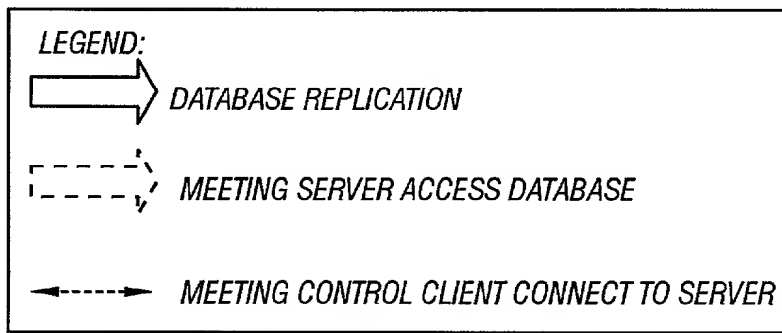 LEGEND:
DATABASE REPLICATION
MEETING SERVER ACCESS DATABASE
MEETING CONTROL CLIENT CONNECT TO SERVER